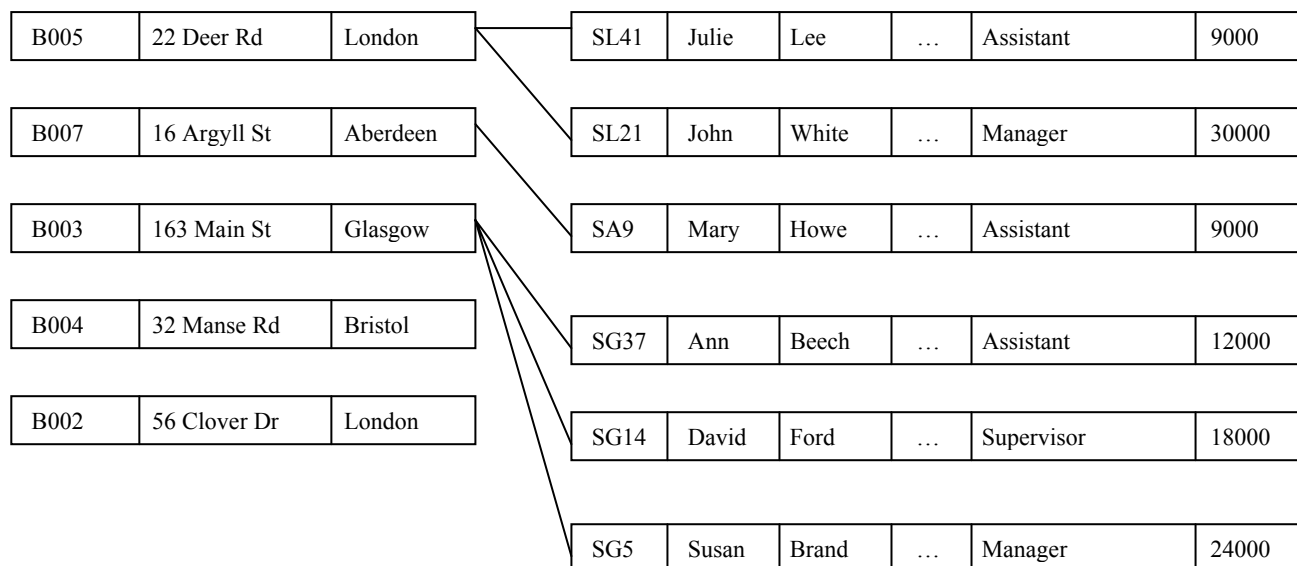 B005 22 Deer Rd London SL41 Julie Lee … Assistant 9000
B007 16 Argyll St Aberdeen SL21 John White … Manager 30000
B003 163 Main St Glasgow SA9 Mary Howe … Assistant 9000
B004 32 Manse Rd Bristol SG37 Ann Beech … Assistant 12000
B002 56 Clover Dr London SG14 David Ford … Supervisor 18000
SG5 Susan Brand … Manager 24000